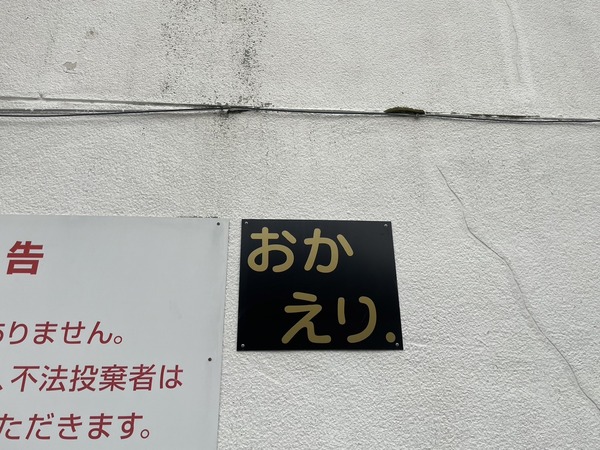 告
ありません。
、不法投棄者は
ただきます。
おか
えり.